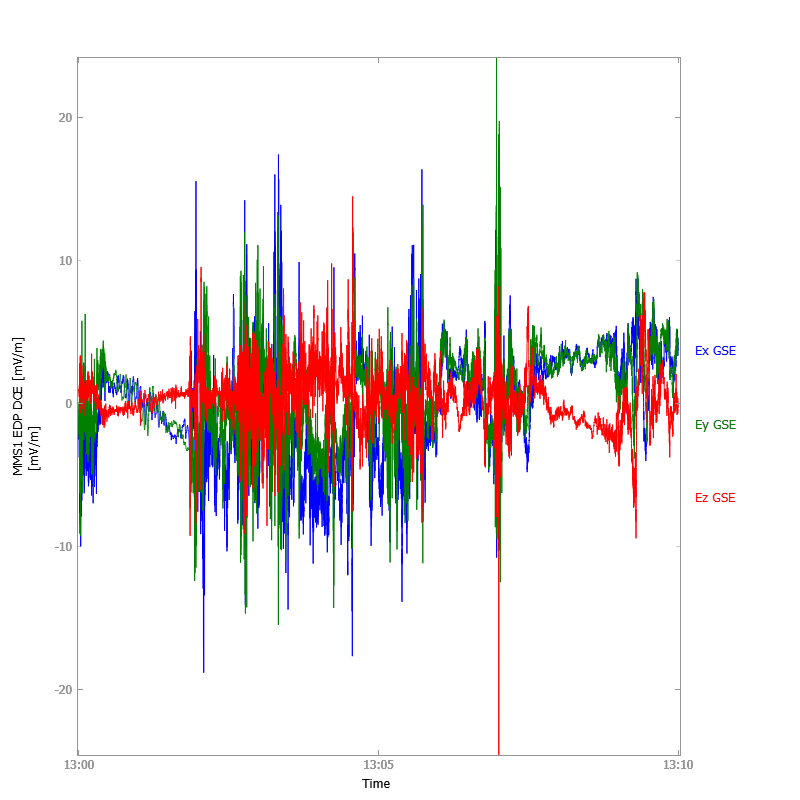 20
10
0
-10
-20
MMS1 EDP DCE [mV/m]
[mV/m]
Ex GSE
Ey GSE
Ez GSE
13:00
13:05
13:10
Time